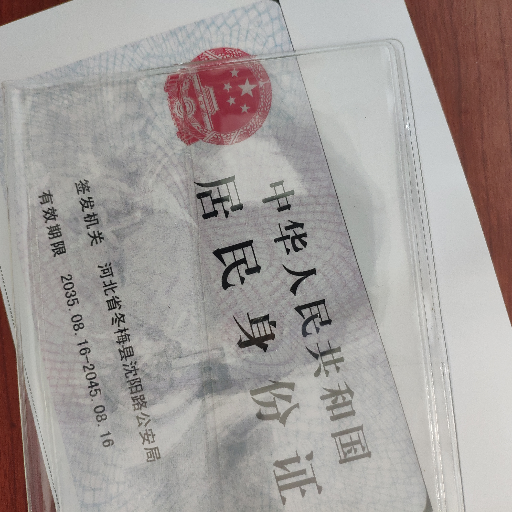 中华人民共和国
居民身份证
签发机关 河北省冬梅县沈阳路公安局
有效期限 2035.08.16-2045.08.16